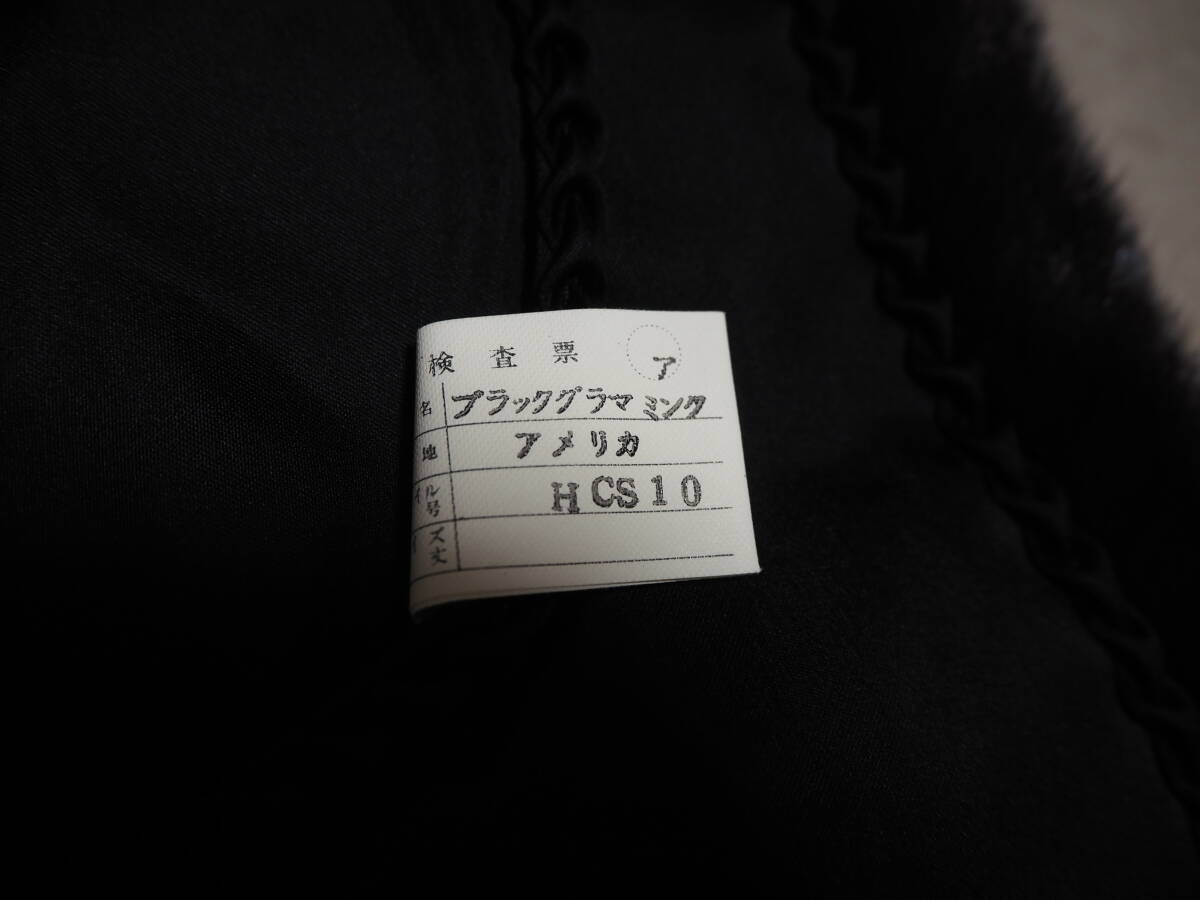 検査票
ア
名 ブラックグラマ ミンク
地 アメリカ
イル号 HCS10
イズ丈